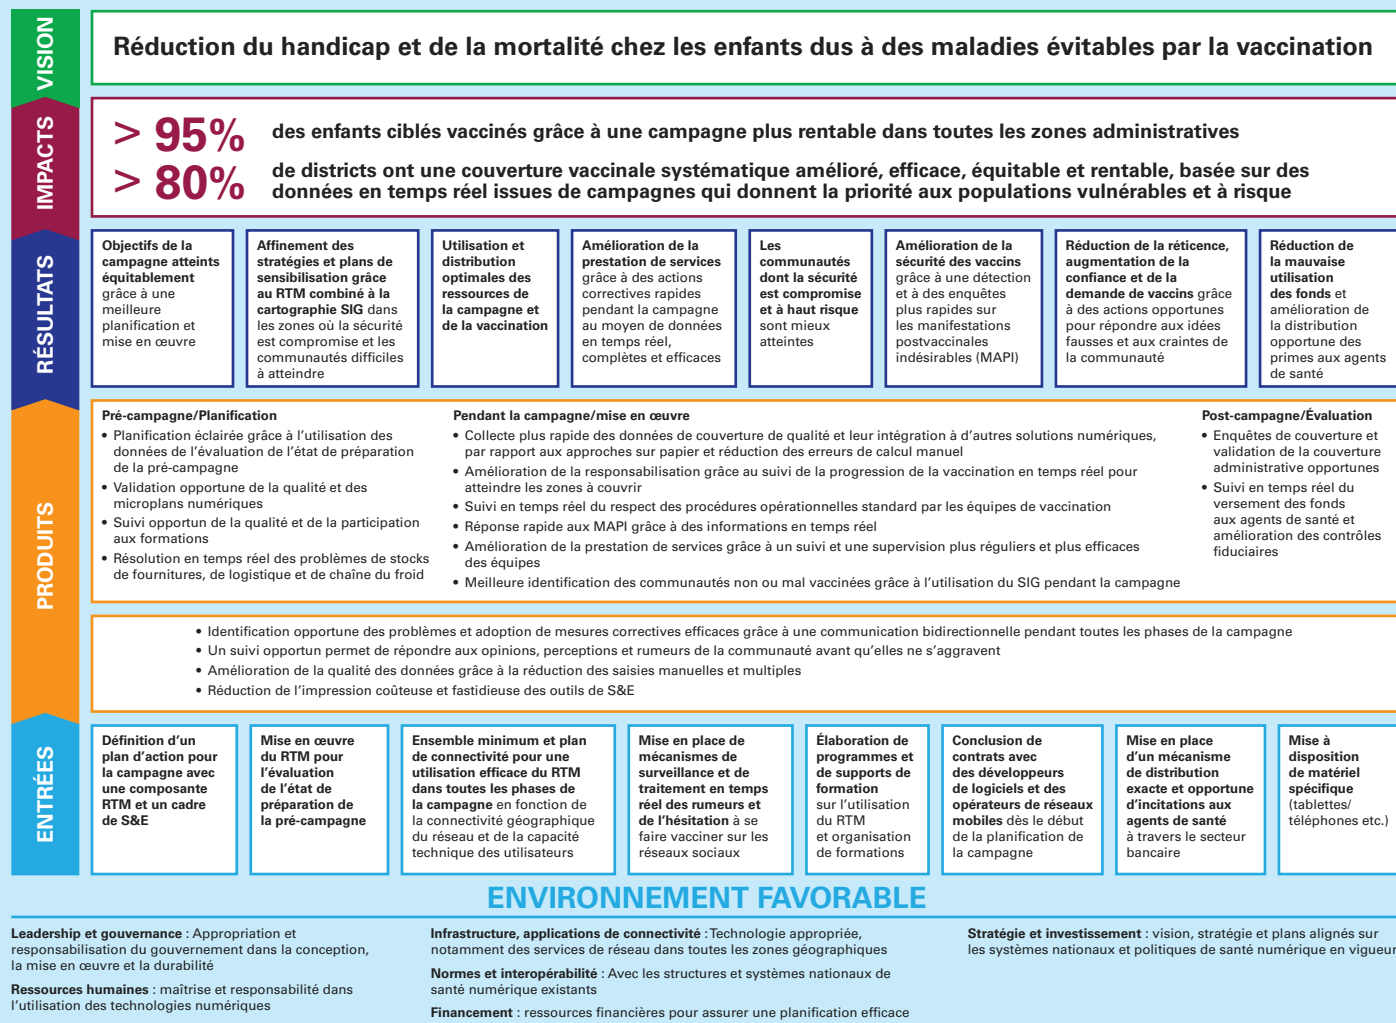 VISION
Réduction du handicap et de la mortalité chez les enfants dus à des maladies évitables par la vaccination
IMPACTS
> 95% des enfants ciblés vaccinés grâce à une campagne plus rentable dans toutes les zones administratives
> 80% de districts ont une couverture vaccinale systématique amélioré, efficace, équitable et rentable, basée sur des
données en temps réel issues de campagnes qui donnent la priorité aux populations vulnérables et à risque
RÉSULTATS
Objectifs de la
campagne atteints
équitablement
grâce à une
meilleure
planification et
mise en œuvre
Affinement des
stratégies et plans de
sensibilisation grâce
au RTM combiné à la
cartographie SIG dans
les zones où la sécurité
est compromise et les
communautés difficiles
à atteindre
Utilisation et
distribution
optimales des
ressources de
la campagne et
de la vaccination
Amélioration de la
prestation de services
grâce à des actions
correctives rapides
pendant la campagne
au moyen de données
en temps réel,
complètes et efficaces
Les
communautés
dont la sécurité
est compromise
et à haut risque
sont mieux
atteintes
Amélioration de la
sécurité des vaccins
grâce à une détection
et à des enquêtes
plus rapides sur
les manifestations
postvaccinales
indésirables (MAPI)
Réduction de la réticence,
augmentation de la
confiance et de la
demande de vaccins grâce
à des actions opportunes
pour répondre aux idées
fausses et aux craintes de
la communauté
Réduction de
la mauvaise
utilisation
des fonds et
amélioration de
la distribution
opportune des
primes aux agents
de santé
PRODUITS
Pré-campagne/Planification
• Planification éclairée grâce à l'utilisation des
données de l'évaluation de l'état de préparation
de la pré-campagne
• Validation opportune de la qualité et des
microplans numériques
• Suivi opportun de la qualité et de la participation
aux formations
• Résolution en temps réel des problèmes de stocks
de fournitures, de logistique et de chaîne du froid
Pendant la campagne/mise en œuvre
• Collecte plus rapide des données de couverture de qualité et leur intégration à d'autres solutions numériques,
par rapport aux approches sur papier et réduction des erreurs de calcul manuel
• Amélioration de la responsabilisation grâce au suivi de la progression de la vaccination en temps réel pour
atteindre les zones à couvrir
• Suivi en temps réel du respect des procédures opérationnelles standard par les équipes de vaccination
• Réponse rapide aux MAPI grâce à des informations en temps réel
• Amélioration de la prestation de services grâce à un suivi et une supervision plus réguliers et plus efficaces
des équipes
• Meilleure identification des communautés non ou mal vaccinées grâce à l'utilisation du SIG pendant la campagne
Post-campagne/Évaluation
• Enquêtes de couverture et
validation de la couverture
administrative opportunes
• Suivi en temps réel du
versement des fonds
aux agents de santé et
amélioration des contrôles
fiduciaires
• Identification opportune des problèmes et adoption de mesures correctives efficaces grâce à une communication bidirectionnelle pendant toutes les phases de la campagne
• Un suivi opportun permet de répondre aux opinions, perceptions et rumeurs de la communauté avant qu'elles ne s'aggravent
• Amélioration de la qualité des données grâce à la réduction des saisies manuelles et multiples
• Réduction de l'impression coûteuse et fastidieuse des outils de S&E
ENTRÉES
Définition d'un
plan d'action pour
la campagne avec
une composante
RTM et un cadre
de S&E
Mise en œuvre
du RTM pour
l'évaluation
de l'état de
préparation de
la pré-campagne
Ensemble minimum et plan
de connectivité pour une
utilisation efficace du RTM
dans toutes les phases de
la campagne en fonction de
la connectivité géographique
du réseau et de la capacité
technique des utilisateurs
Mise en place de
mécanismes de
surveillance et de
traitement en temps
réel des rumeurs et
de l'hésitation à se
faire vacciner sur les
réseaux sociaux
Élaboration de
programmes et
de supports de
formation
sur l'utilisation
du RTM
et organisation
de formations
Conclusion de
contrats avec
des développeurs
de logiciels et des
opérateurs de réseaux
mobiles dès le début
de la planification de
la campagne
Mise en place
d'un mécanisme
de distribution
exacte et opportune
d'incitations aux
agents de santé
à travers le secteur
bancaire
Mise à
disposition
de matériel
spécifique
(tablettes/
téléphones etc.)
ENVIRONNEMENT FAVORABLE
Leadership et gouvernance : Appropriation et
responsabilisation du gouvernement dans la conception,
la mise en œuvre et la durabilité
Ressources humaines : maîtrise et responsabilité dans
l'utilisation des technologies numériques
Infrastructure, applications de connectivité : Technologie appropriée,
notamment des services de réseau dans toutes les zones géographiques
Normes et interopérabilité : Avec les structures et systèmes nationaux de
santé numérique existants
Financement : ressources financières pour assurer une planification efficace
Stratégie et investissement : vision, stratégie et plans alignés sur
les systèmes nationaux et politiques de santé numérique en vigueur